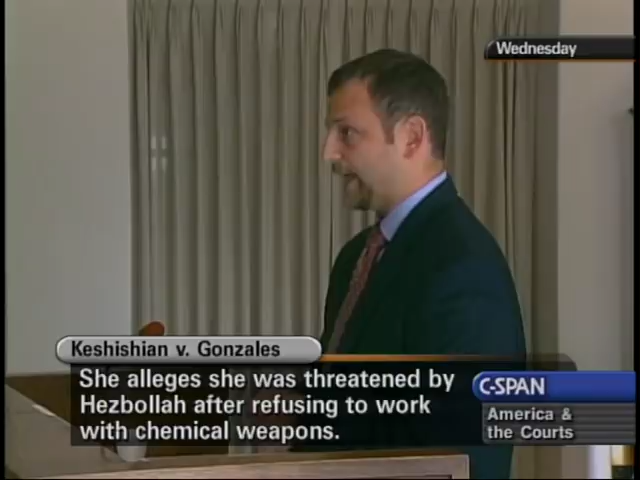 Wednesday
Keshishian v. Gonzales
She alleges she was threatened by
Hezbollah after refusing to work
with chemical weapons.
C-SPAN
America &
the Courts